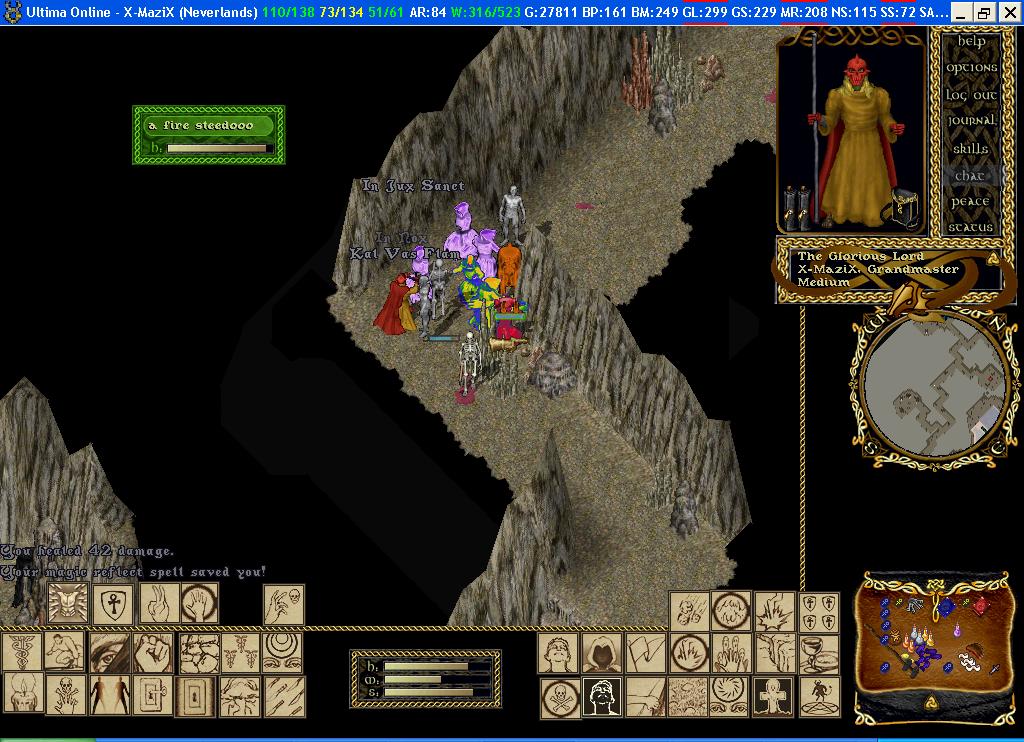 Ultima Online - X-MaziX (Neverlands) 110/138 73/134 51/61 AR:84 W:316/523 G:27811 BP:161 BM:249 GL:299 GS:229 MR:208 NS:115 SS:72 SA...
help
options
log out
journal
skills
chat
peace
status
a fire steedooo
h:
In Jux Sanct
In Nox
Kal Vas Flam
The Glorious Lord
X-MaziX, Grandmaster
Medium
W
N
S
E
You healed 42 damage.
Your magic reflect spell saved you!
h:
m:
s: